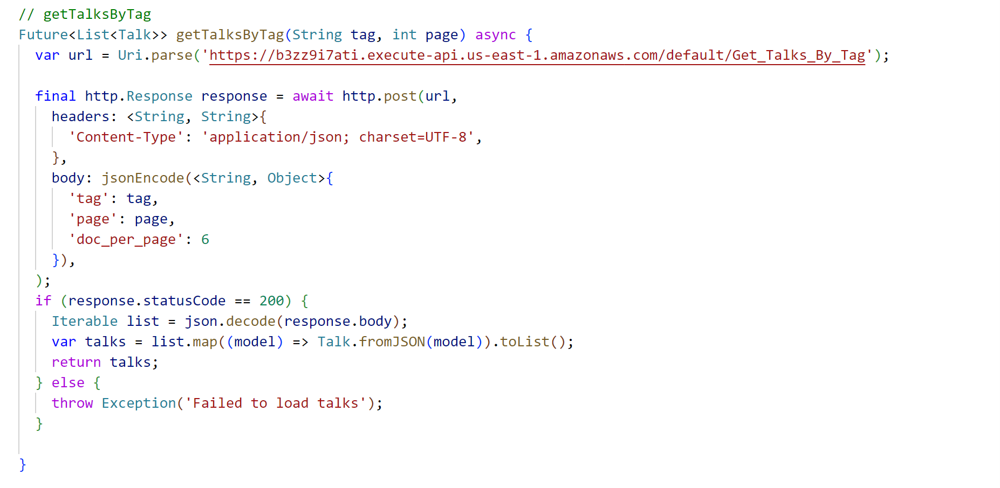 // getTalksByTag
Future<List<Talk>> getTalksByTag(String tag, int page) async {
  var url = Uri.parse('https://b3zz9i7ati.execute-api.us-east-1.amazonaws.com/default/Get_Talks_By_Tag');

  final http.Response response = await http.post(url,
    headers: <String, String>{
      'Content-Type': 'application/json; charset=UTF-8',
    },
    body: jsonEncode(<String, Object>{
      'tag': tag,
      'page': page,
      'doc_per_page': 6
    }),
  );
  if (response.statusCode == 200) {
    Iterable list = json.decode(response.body);
    var talks = list.map((model) => Talk.fromJSON(model)).toList();
    return talks;
  } else {
    throw Exception('Failed to load talks');
  }

}